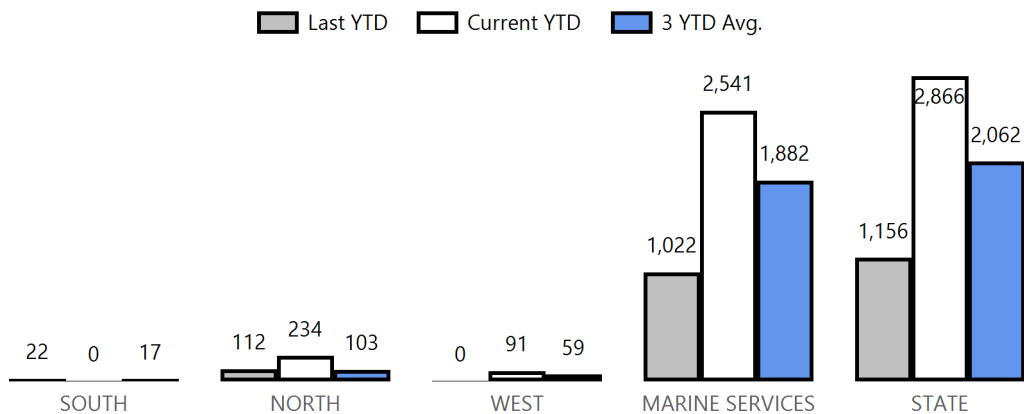 Last YTD Current YTD 3 YTD Avg.
2,541
2,866
1,882
2,062
1,022
1,156
22 0 17 112 234 103 0 91 59
SOUTH NORTH WEST MARINE SERVICES STATE